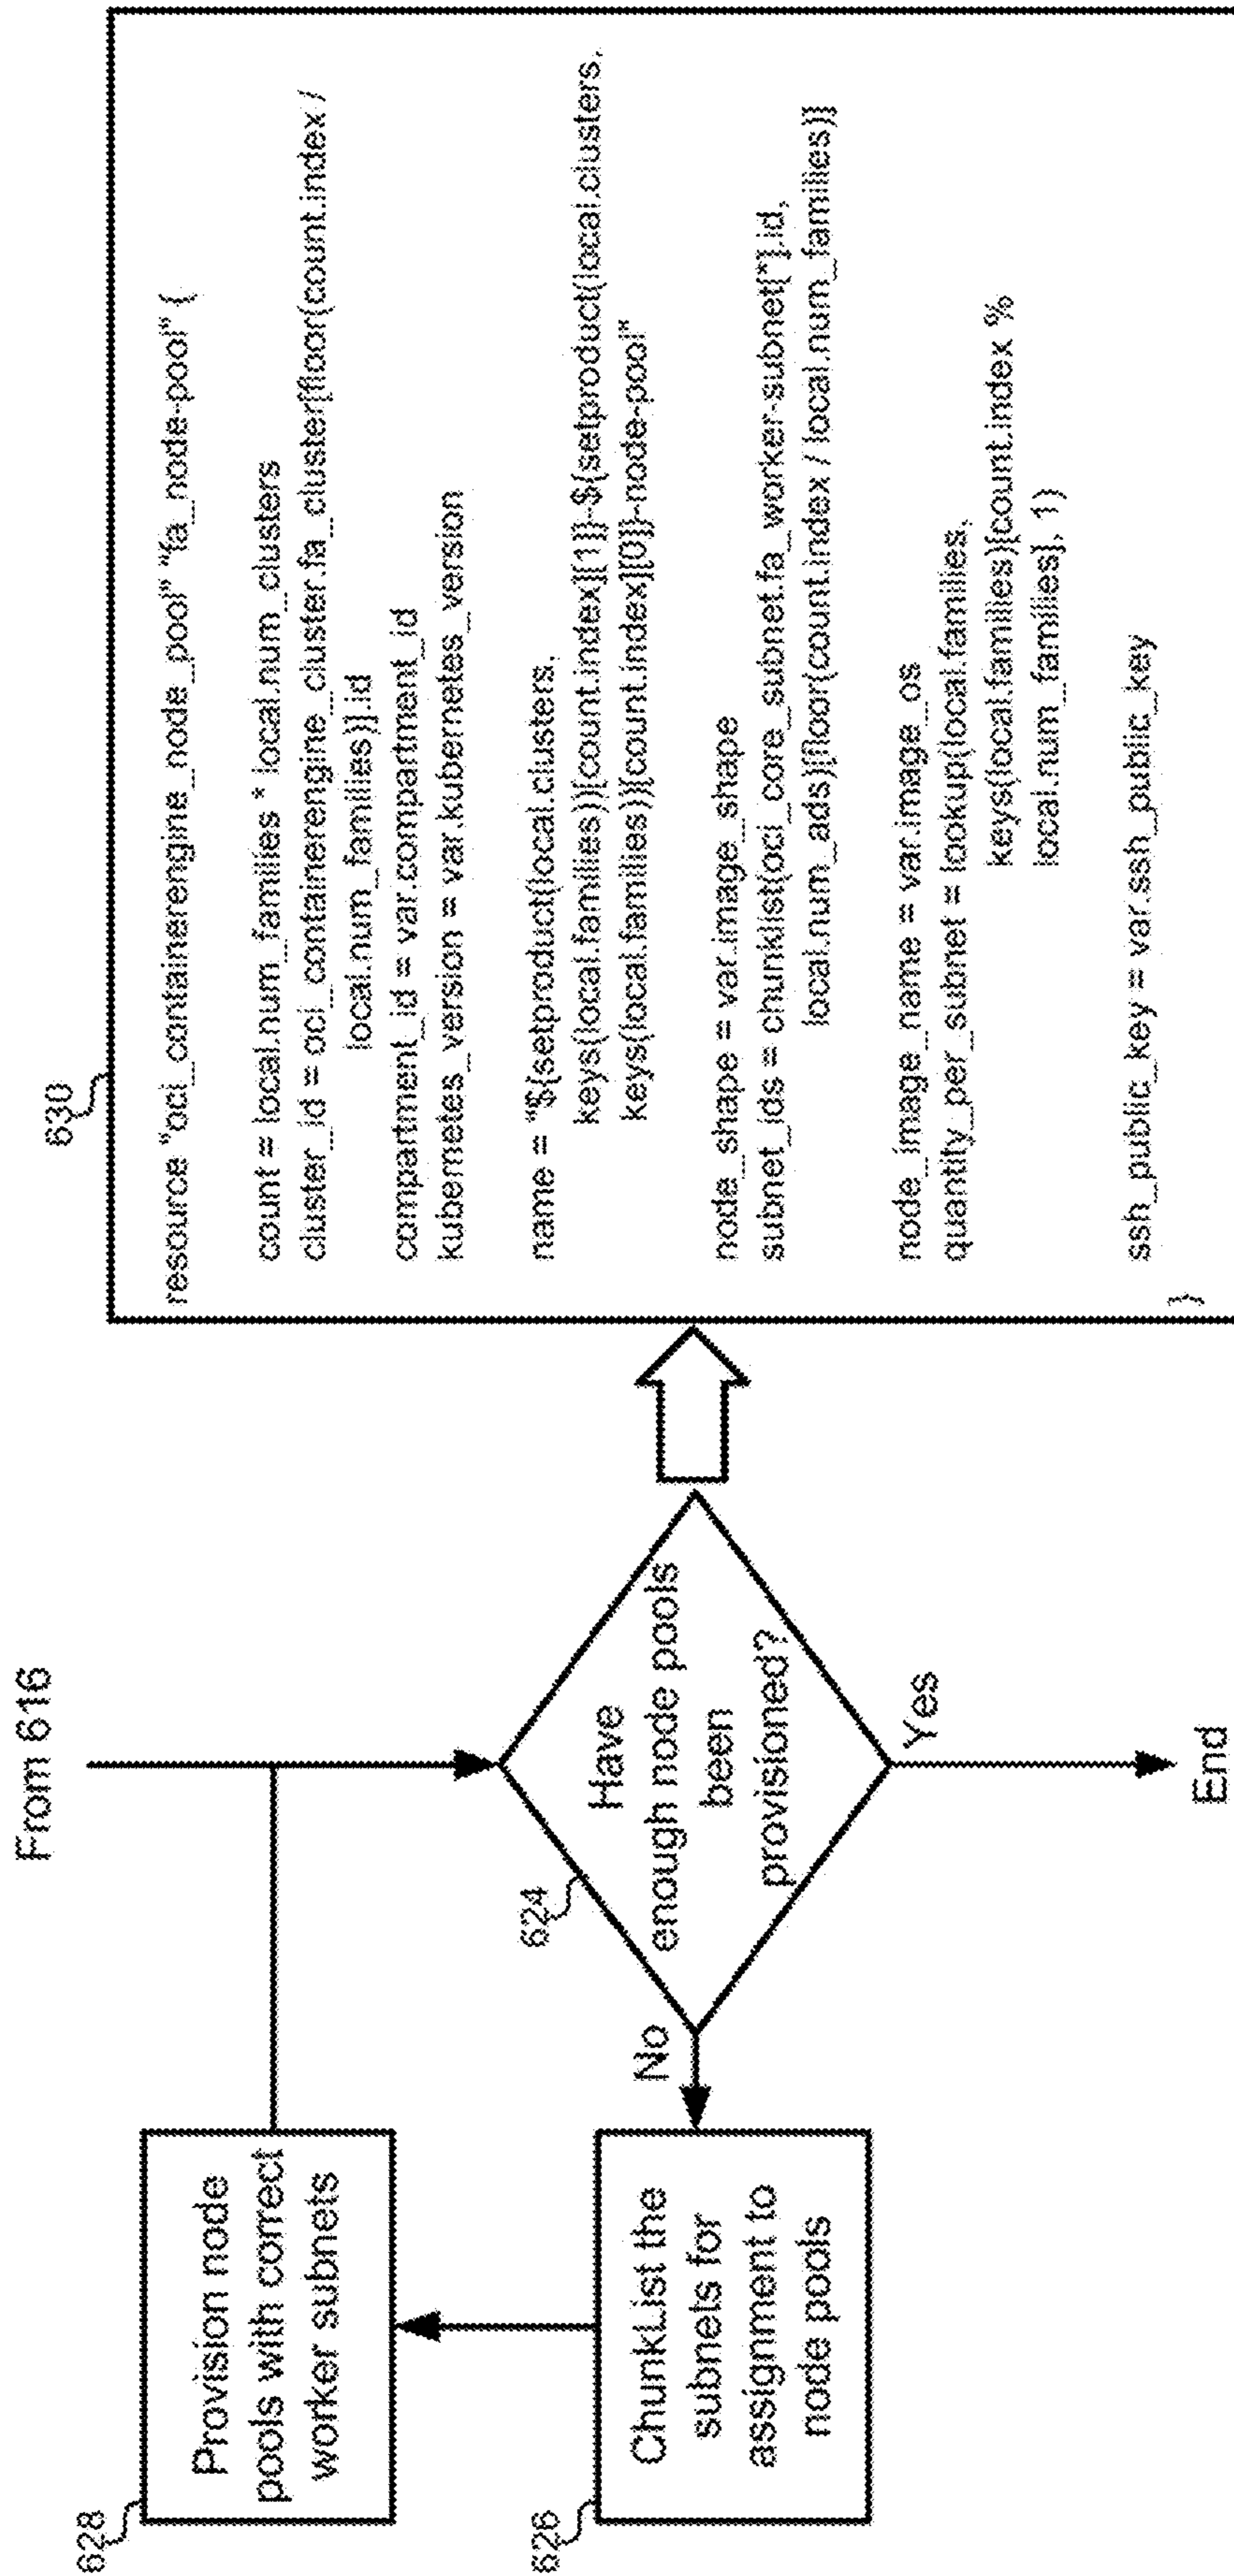 From 616
628
Provision node
pools with correct
worker subnets
626
ChunkList the
subnets for
assignment to
node pools
No
624
Have
enough node pools
been
provisioned?
Yes
End
630
resource "oci_containerengine_node_pool" "fa_node-pool" {
count = local.num_families * local.num_clusters
cluster_id = oci_containerengine_cluster.fa_cluster[floor(count.index /
local.num_families)].id
compartment_id = var.compartment_id
kubernetes_version = var.kubernetes_version
name = "${setproduct(local.clusters,
keys(local.families))[count.index][1]}-${setproduct(local.clusters,
keys(local.families))[count.index][0]}-node-pool"
node_shape = var.image_shape
subnet_ids = chunklist(oci_core_subnet.fa_worker-subnet[*].id,
local.num_ads)[floor(count.index / local.num_families)]
node_image_name = var.image_os
quantity_per_subnet = lookup(local.families,
keys(local.families)[count.index %
local.num_families], 1)
ssh_public_key = var.ssh_public_key
}